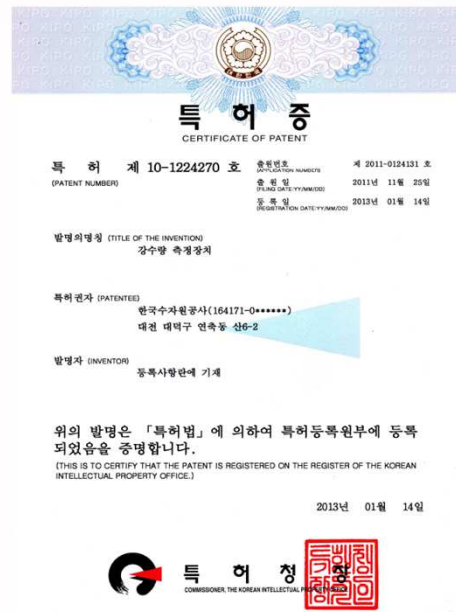 특 허 증
CERTIFICATE OF PATENT
특 허 제 10-1224270 호
(PATENT NUMBER)
출원번호 제 2011-0124131 호
(APPLICATION NUMBER)
출 원 일 2011년 11월 25일
(FILING DATE:YY/MM/DD)
등 록 일 2013년 01월 14일
(REGISTRATION DATE:YY/MM/DD)
발명의명칭 (TITLE OF THE INVENTION)
강수량 측정장치
특허권자 (PATENTEE)
한국수자원공사(164171-0******)
대전 대덕구 연축동 산6-2
발명자 (INVENTOR)
등록사항란에 기재
위의 발명은 「특허법」에 의하여 특허등록원부에 등록
되었음을 증명합니다.
(THIS IS TO CERTIFY THAT THE PATENT IS REGISTERED ON THE REGISTER OF THE KOREAN
INTELLECTUAL PROPERTY OFFICE.)
2013년 01월 14일
특 허 청 장
COMMISSIONER, THE KOREAN INTELLECTUAL PROPERTY OFFICE